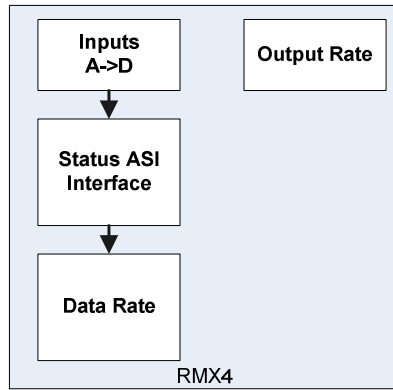 Inputs
A->D
Output Rate
Status ASI
Interface
Data Rate
RMX4